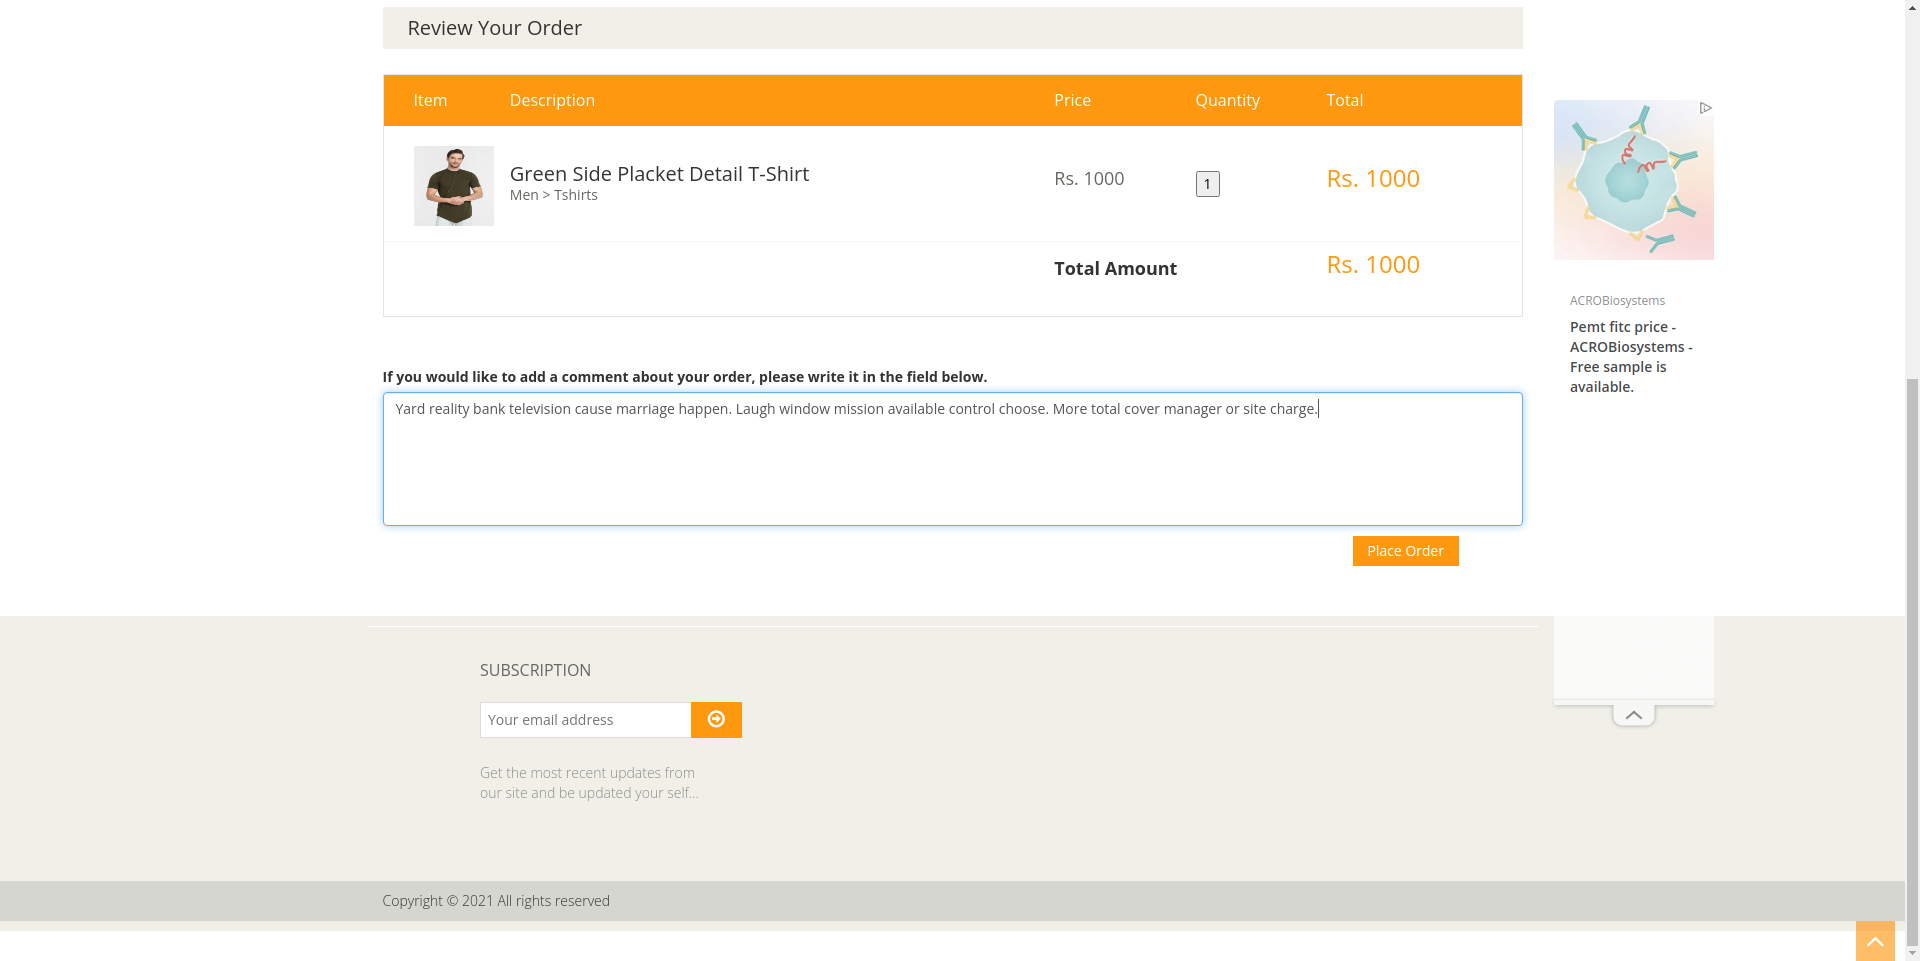 Review Your Order
Item Description Price Quantity Total
Green Side Placket Detail T-Shirt
Men > Tshirts
Rs. 1000
1
Rs. 1000
Total Amount
Rs. 1000
If you would like to add a comment about your order, please write it in the field below.
Yard reality bank television cause marriage happen. Laugh window mission available control choose. More total cover manager or site charge.
Place Order
ACROBiosystems
Pemt fitc price -
ACROBiosystems -
Free sample is
available.
SUBSCRIPTION
Your email address
Get the most recent updates from
our site and be updated your self...
Copyright © 2021 All rights reserved